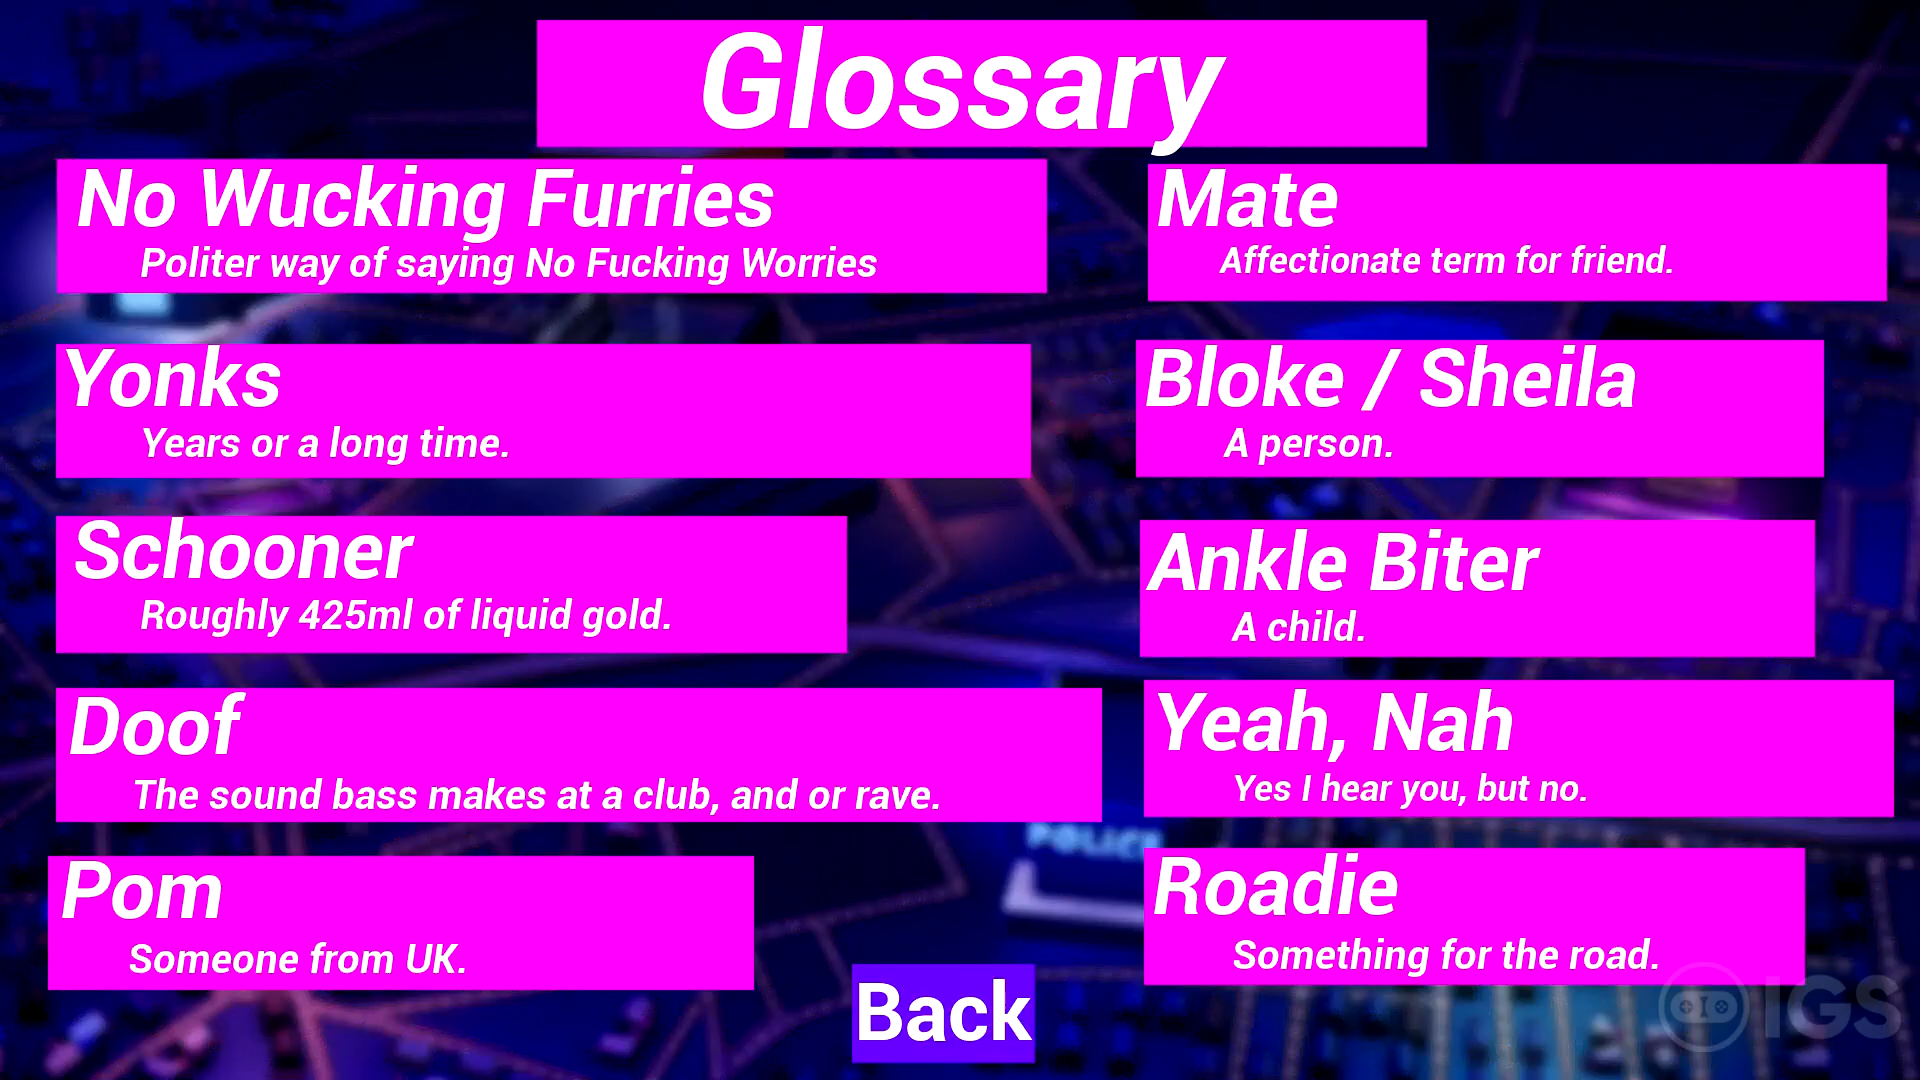 Glossary
No Wucking Furries
Politer way of saying No Fucking Worries
Yonks
Years or a long time.
Schooner
Roughly 425ml of liquid gold.
Doof
The sound bass makes at a club, and or rave.
Pom
Someone from UK.
Mate
Affectionate term for friend.
Bloke / Sheila
A person.
Ankle Biter
A child.
Yeah, Nah
Yes I hear you, but no.
Roadie
Something for the road.
POLICE
Back
IGS